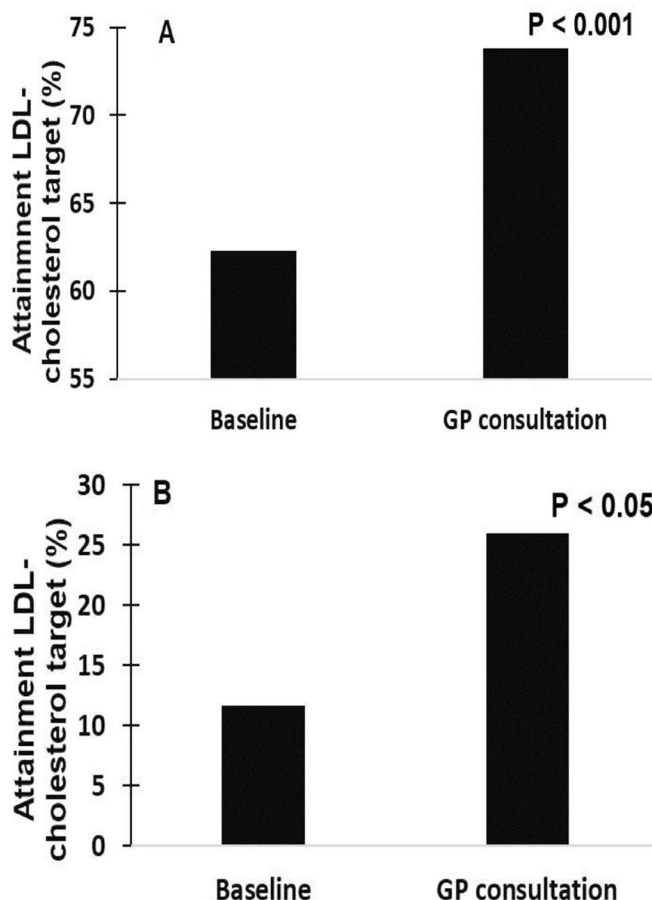 A
P < 0.001
Attainmnent LDL-
cholesterol target (%)
75
70
65
60
55
Baseline GP consultation
B
P < 0.05
Attainment LDL-
cholesterol target (%)
30
25
20
15
10
5
0
Baseline GP consultation